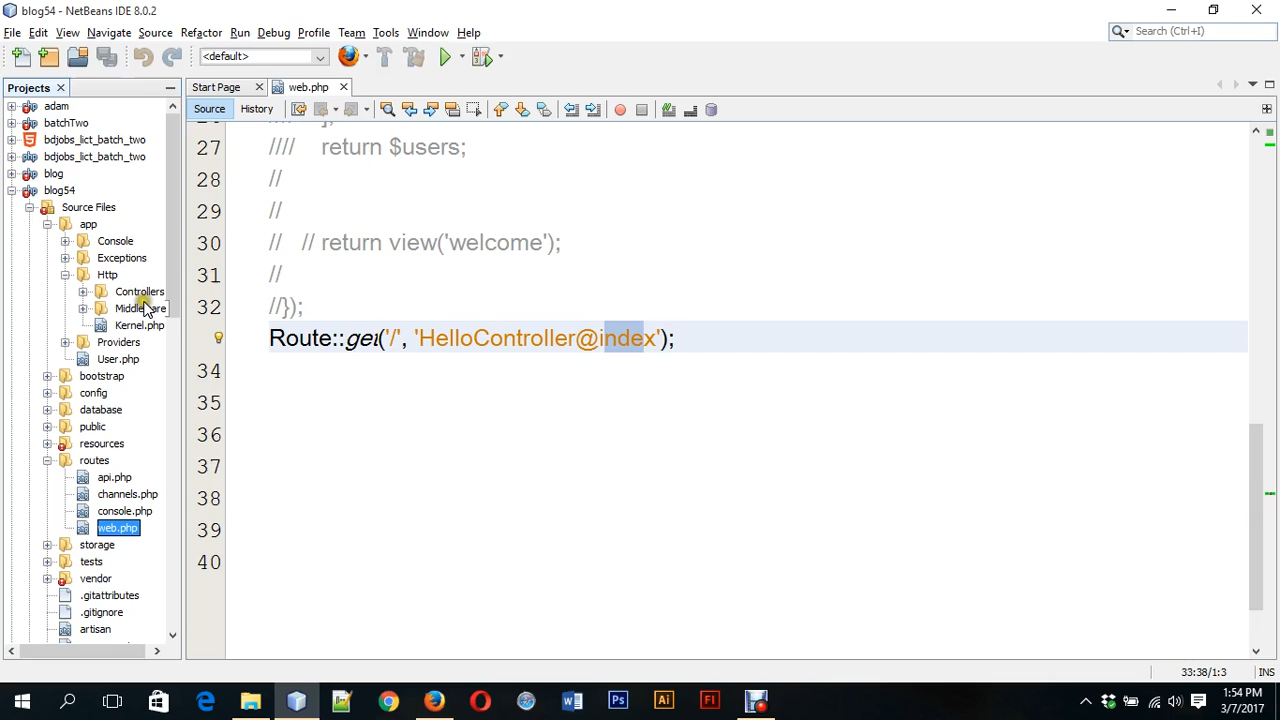 blog54 - NetBeans IDE 8.0.2
File Edit View Navigate Source Refactor Run Debug Profile Team Tools Window Help
Search (Ctrl+I)
<default>
Projects
Start Page
web.php
adam
batchTwo
bdjobs_lict_batch_two
bdjobs_lict_batch_two
blog
blog54
Source Files
app
Console
Exceptions
Http
Controllers
Middleware
Kernel.php
Providers
User.php
bootstrap
config
database
public
resources
routes
api.php
channels.php
console.php
web.php
storage
tests
vendor
.gitattributes
.gitignore
artisan
Source History
27 //// return $users;
28 //
29 //
30 // // return view('welcome');
31 //
32 //});
Route::get('/', 'HelloController@index');
34
35
36
37
38
39
40
33:38/1:3 INS
Ps Ai Fl
1:54 PM
3/7/2017